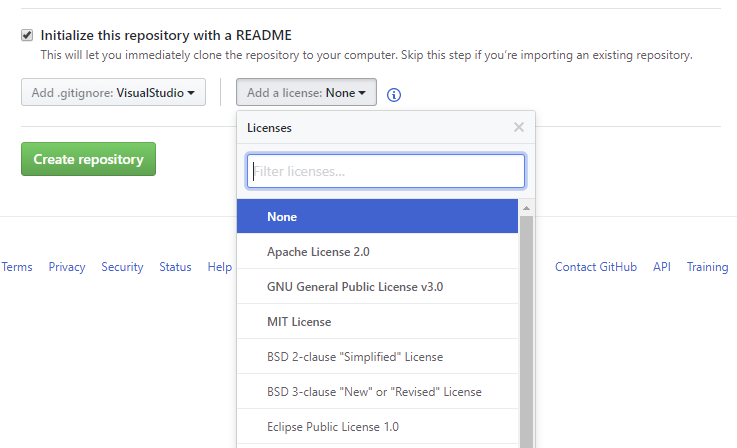 Initialize this repository with a README
This will let you immediately clone the repository to your computer. Skip this step if you're importing an existing repository.
Add .gitignore: VisualStudio
Add a license: None
Licenses
Create repository
Filter licenses...
None
Apache License 2.0
Terms Privacy Security Status Help Contact GitHub API Training
GNU General Public License v3.0
MIT License
BSD 2-clause "Simplified" License
BSD 3-clause "New" or "Revised" License
Eclipse Public License 1.0